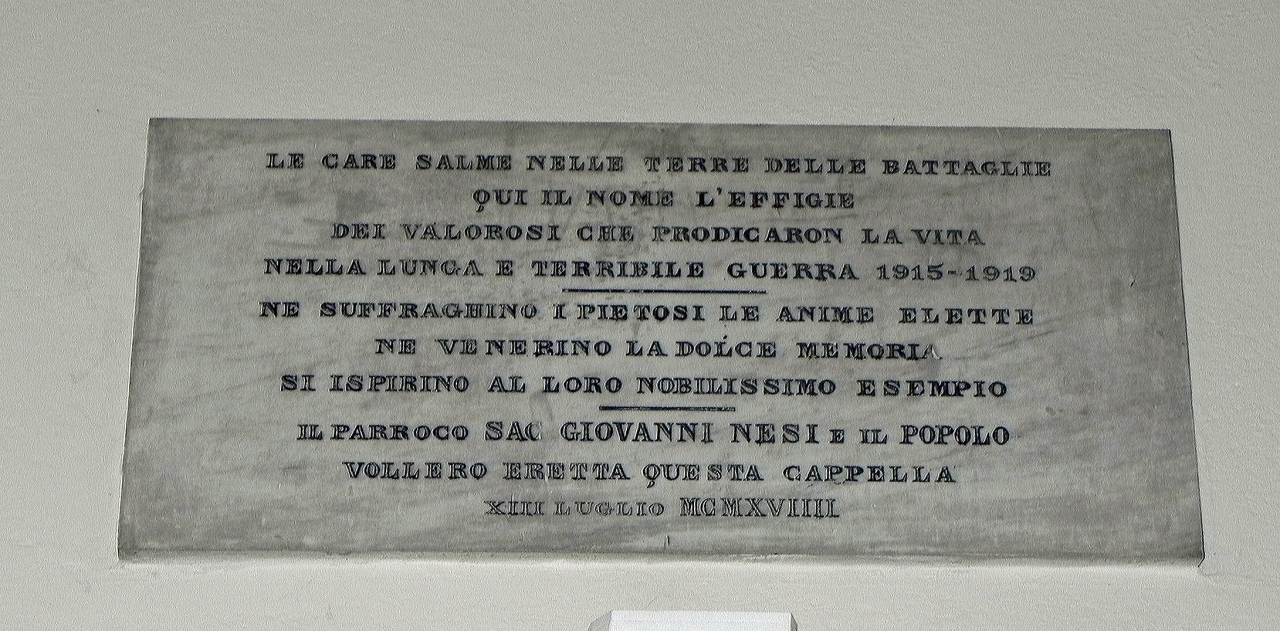 LE CARE SALME NELLE TERRE DELLE BATTAGLIE
QUI IL NOME L'EFFIGIE
DEI VALOROSI CHE PRODICARON LA VITA
NELLA LUNGA E TERRIBILE GUERRA 1915-1919
NE SUFFRAGHINO I PIETOSI LE ANIME ELETTE
NE VENERINO LA DOLCE MEMORIA
SI ISPIRINO AL LORO NOBILISSIMO ESEMPIO
IL PARROCO SAC GIOVANNI NESI E IL POPOLO
VOLLERO ERETTA QUESTA CAPPELLA
XIII LUGLIO MCMXVIIII